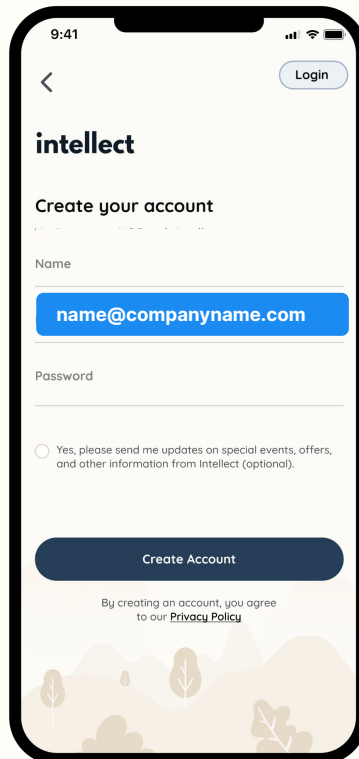 9:41
Login
intellect
Create your account
Name
name@companyname.com
Password
Yes, please send me updates on special events, offers,
and other information from Intellect (optional).
Create Account
By creating an account, you agree
to our Privacy Policy